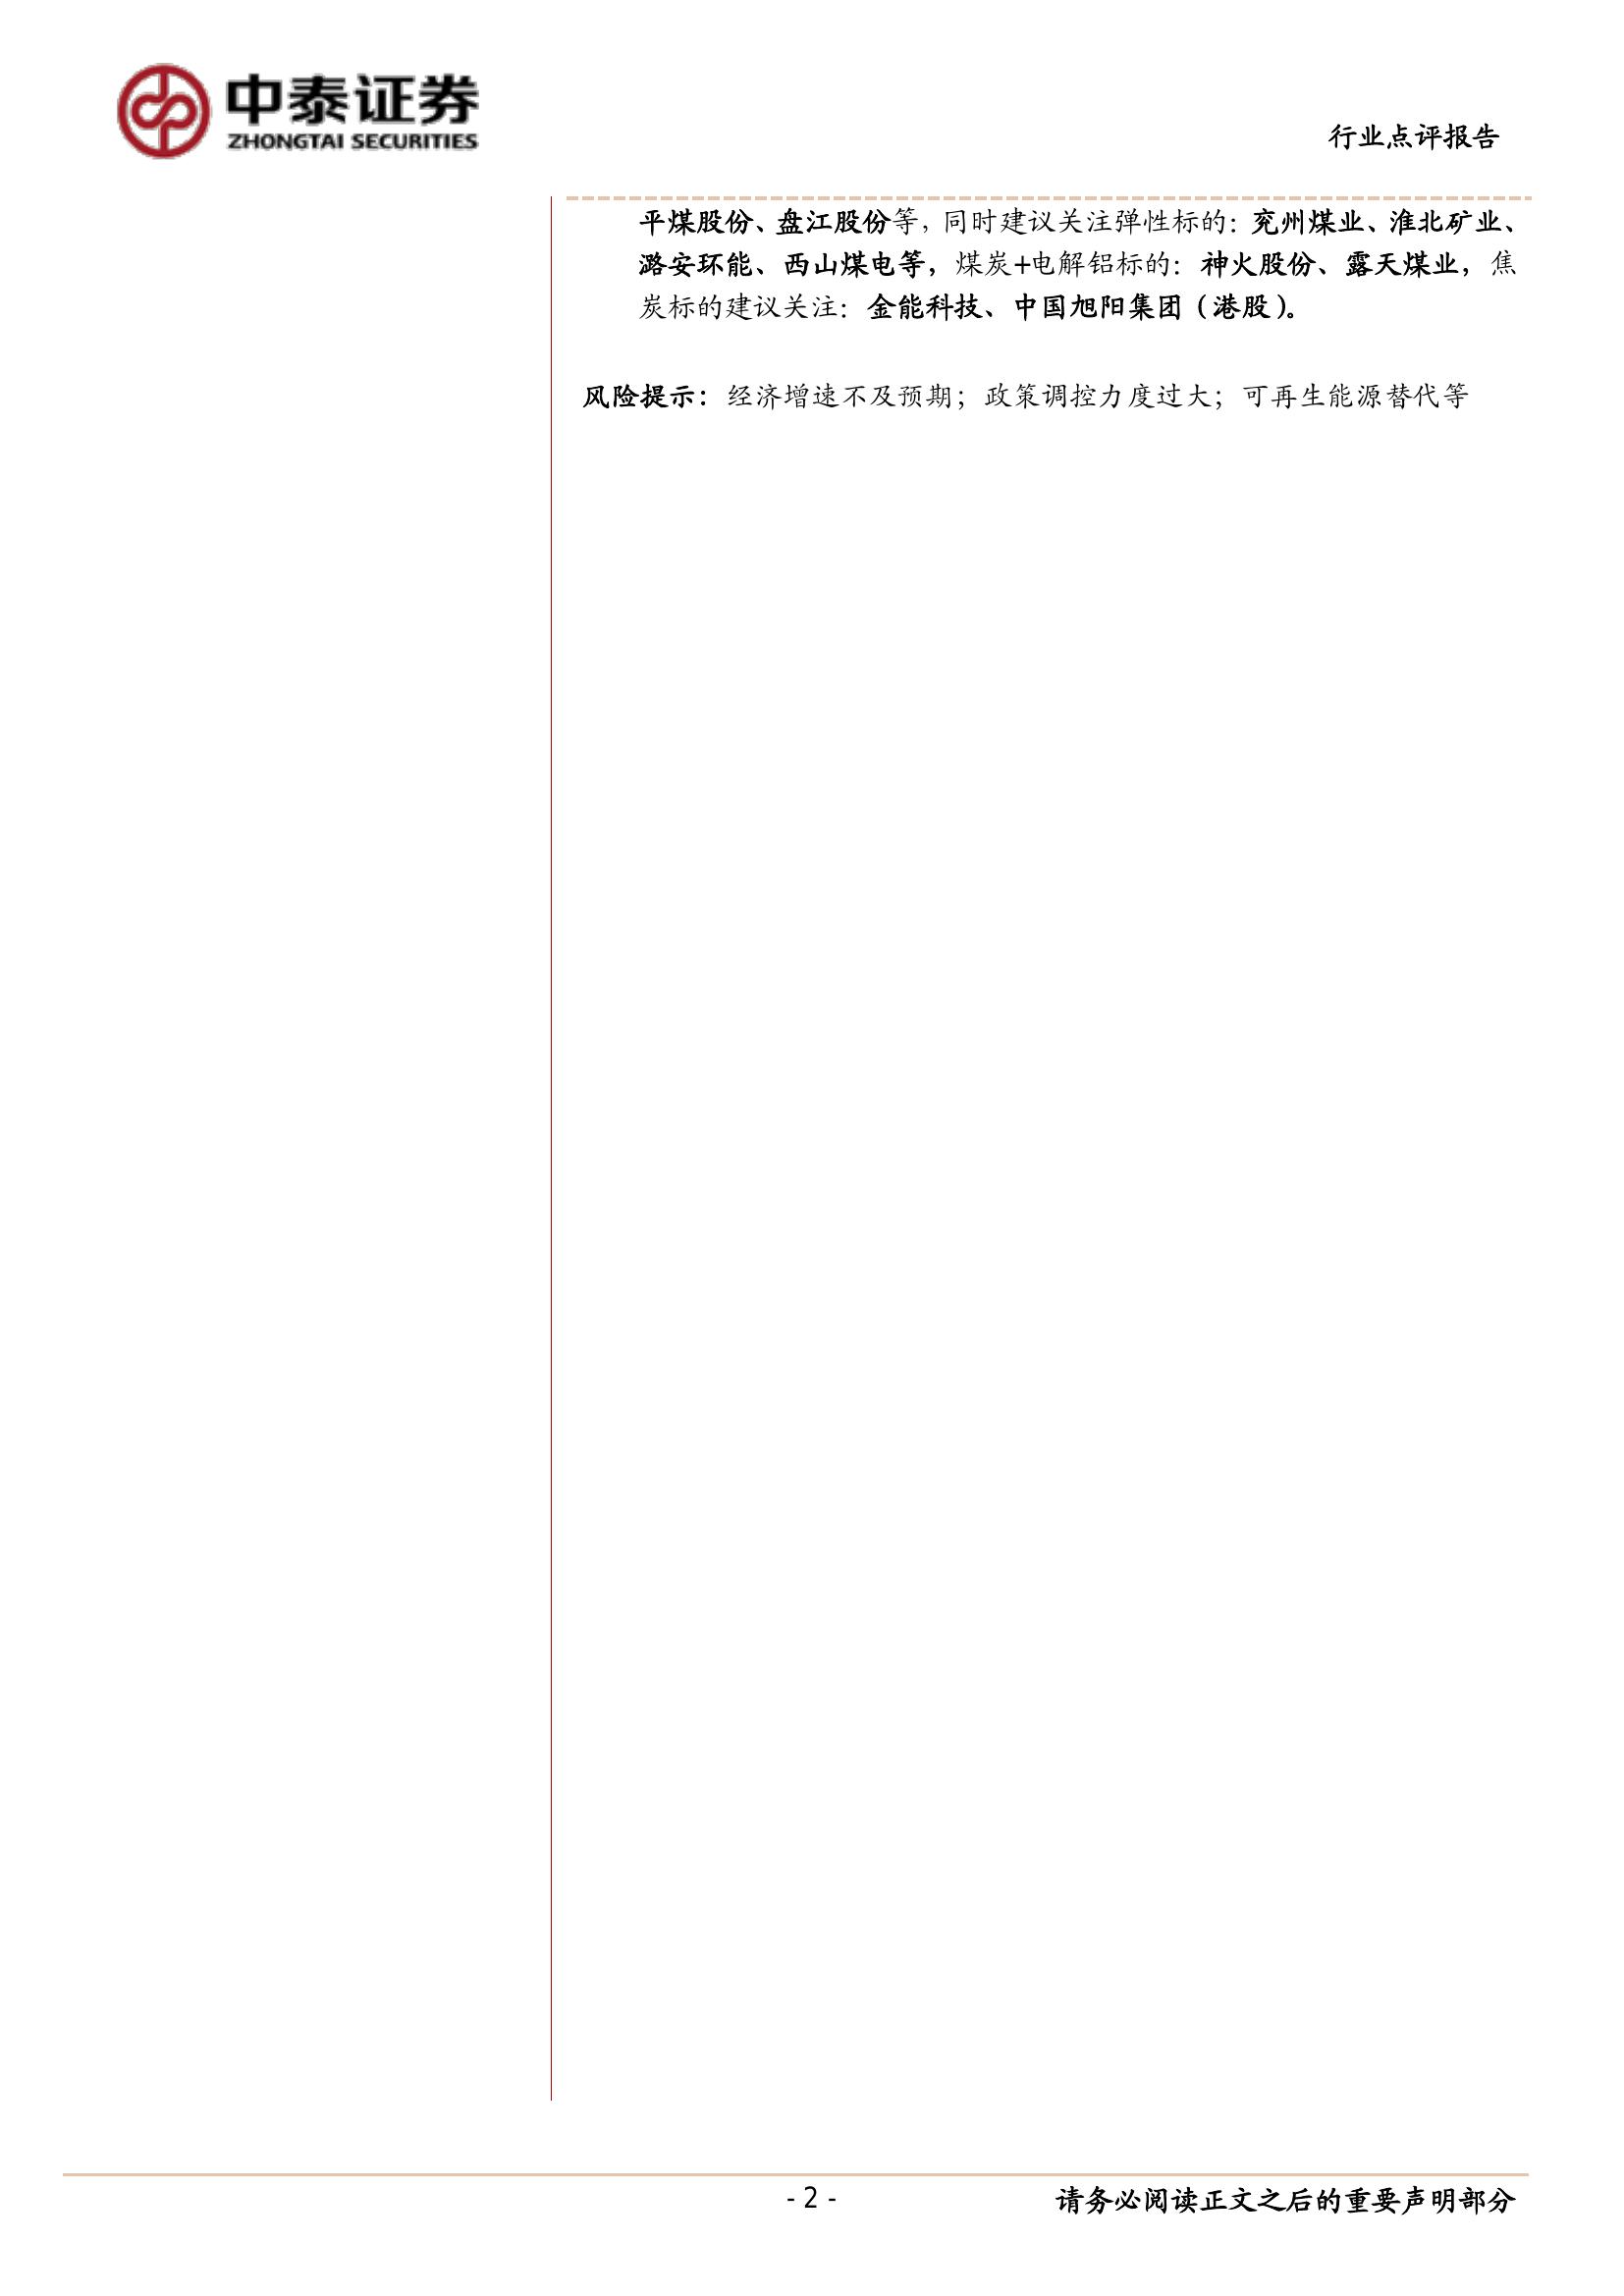 中泰证券
ZHONGTAI SECURITIES
行业点评报告
平煤股份、盘江股份等，同时建议关注弹性标的：兖州煤业、淮北矿业、
潞安环能、西山煤电等，煤炭+电解铝标的：神火股份、露天煤业，焦
炭标的建议关注：金能科技、中国旭阳集团（港股）。
风险提示：经济增速不及预期；政策调控力度过大；可再生能源替代等
- 2 -
请务必阅读正文之后的重要声明部分